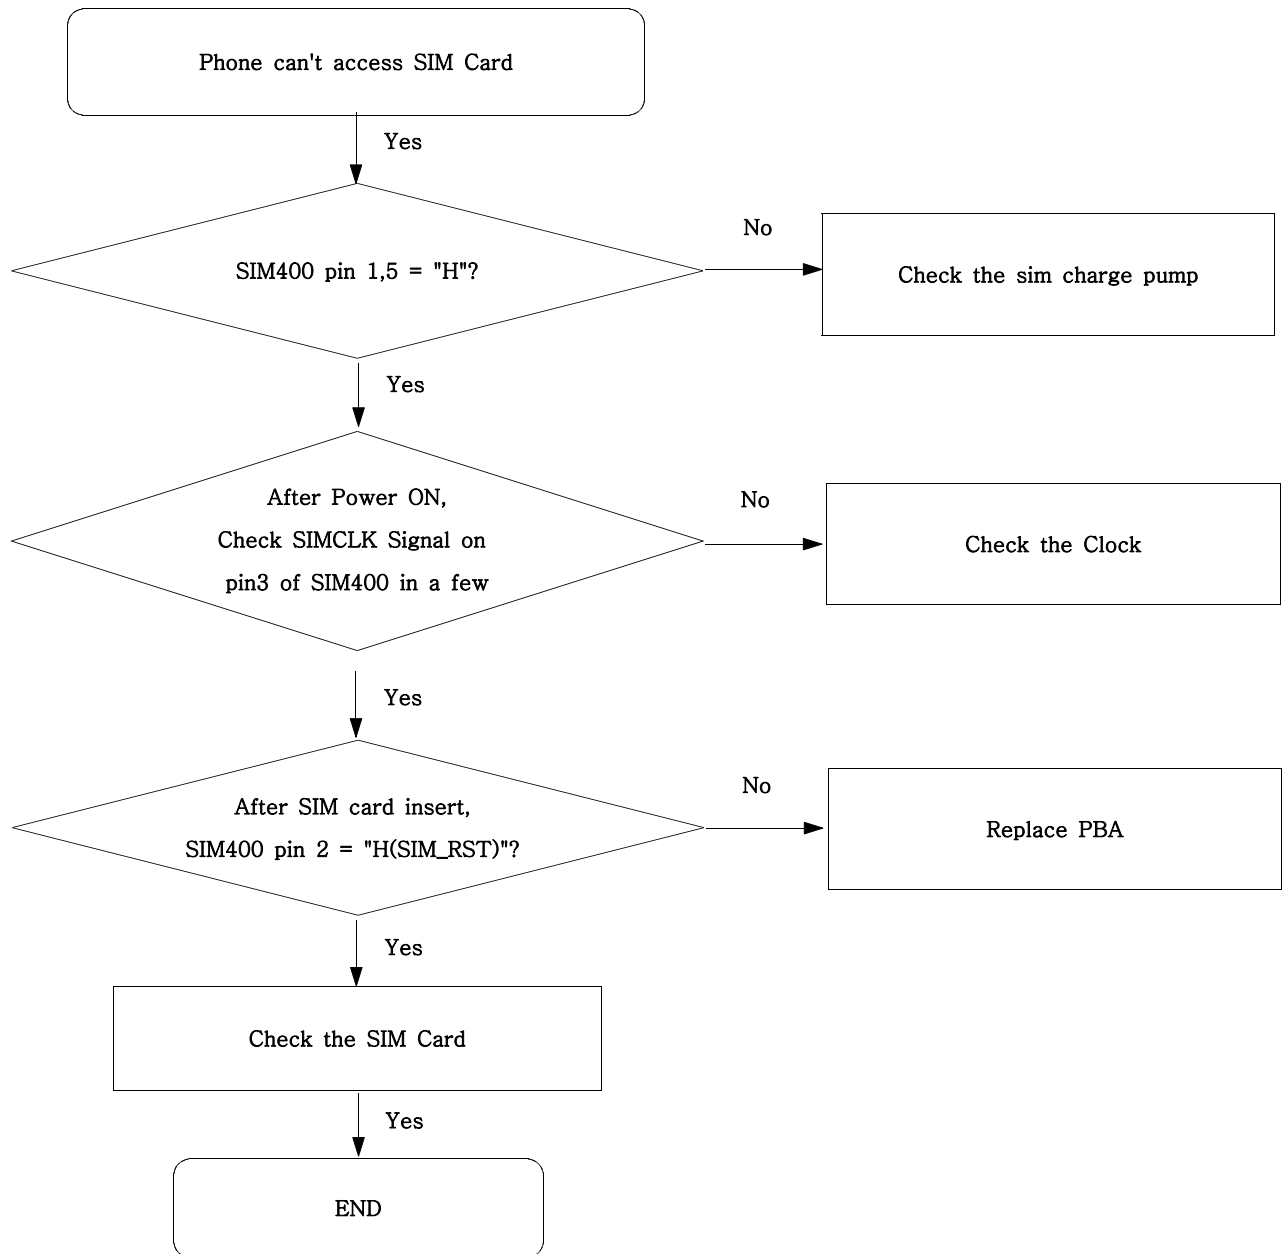 Phone can't access SIM Card
Yes
SIM400 pin 1,5 = "H"?
No
Check the sim charge pump
Yes
After Power ON,
Check SIMCLK Signal on
pin3 of SIM400 in a few
No
Check the Clock
Yes
After SIM card insert,
SIM400 pin 2 = "H(SIM_RST)"?
No
Replace PBA
Yes
Check the SIM Card
Yes
END